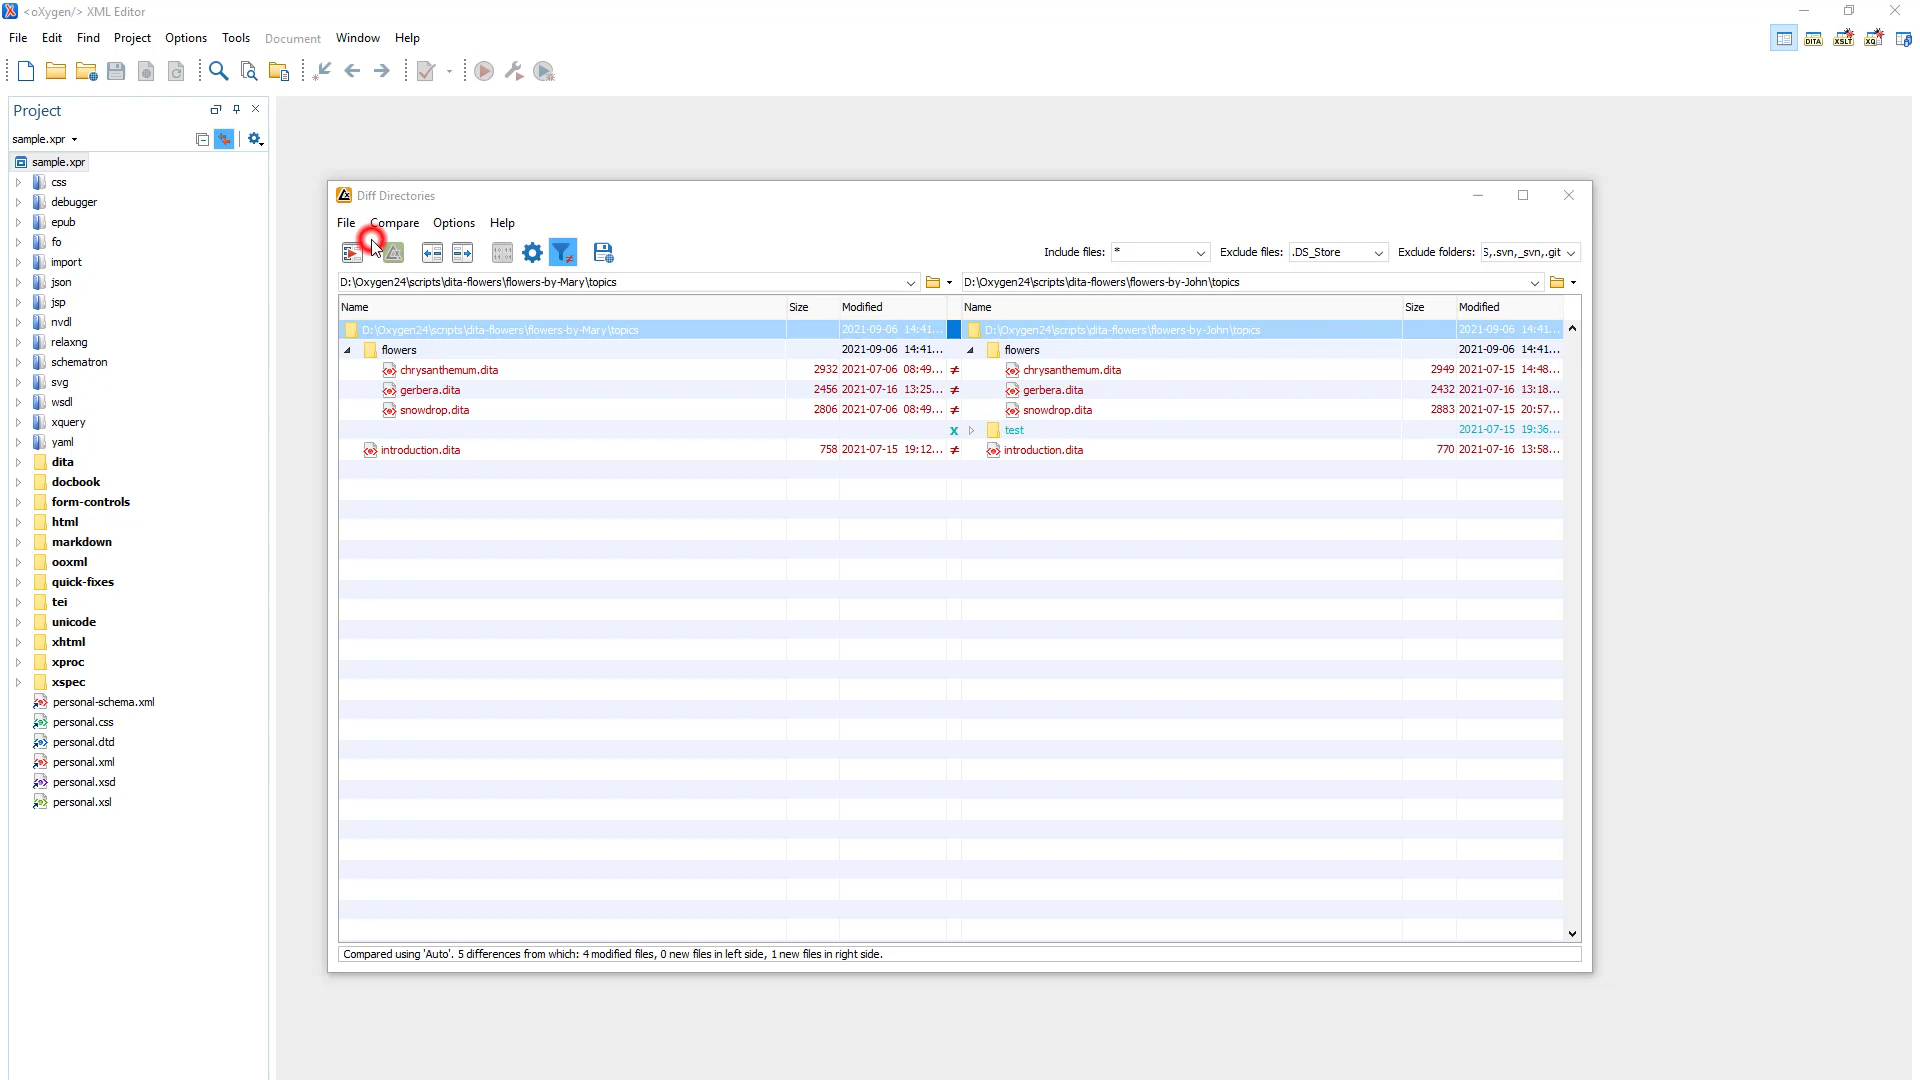 <oXygen/> XML Editor
File Edit Find Project Options Tools Document Window Help
DITA XSLT XQ
Project
sample.xpr
sample.xpr
css
debugger
epub
fo
import
json
jsp
nvdl
relaxng
schematron
svg
wsdl
xquery
yaml
dita
docbook
form-controls
html
markdown
ooxml
quick-fixes
tei
unicode
xhtml
xproc
xspec
personal-schema.xml
personal.css
personal.dtd
personal.xml
personal.xsd
personal.xsl
Diff Directories
File Compare Options Help
Include files: * Exclude files: .DS_Store Exclude folders: S,.svn,_svn,.git
D:\Oxygen24\scripts\dita-flowers\flowers-by-Mary\topics D:\Oxygen24\scripts\dita-flowers\flowers-by-John\topics
Name Size Modified Name Size Modified
D:\Oxygen24\scripts\dita-flowers\flowers-by-Mary\topics 2021-09-06 14:41... D:\Oxygen24\scripts\dita-flowers\flowers-by-John\topics 2021-09-06 14:41...
flowers 2021-09-06 14:41... flowers 2021-09-06 14:41...
chrysanthemum.dita 2932 2021-07-06 08:49... ≠ chrysanthemum.dita 2949 2021-07-15 14:48...
gerbera.dita 2456 2021-07-16 13:25... ≠ gerbera.dita 2432 2021-07-16 13:18...
snowdrop.dita 2806 2021-07-06 08:49... ≠ snowdrop.dita 2883 2021-07-15 20:57...
x test 2021-07-15 19:36...
introduction.dita 758 2021-07-15 19:12... ≠ introduction.dita 770 2021-07-16 13:58...
Compared using 'Auto'. 5 differences from which: 4 modified files, 0 new files in left side, 1 new files in right side.